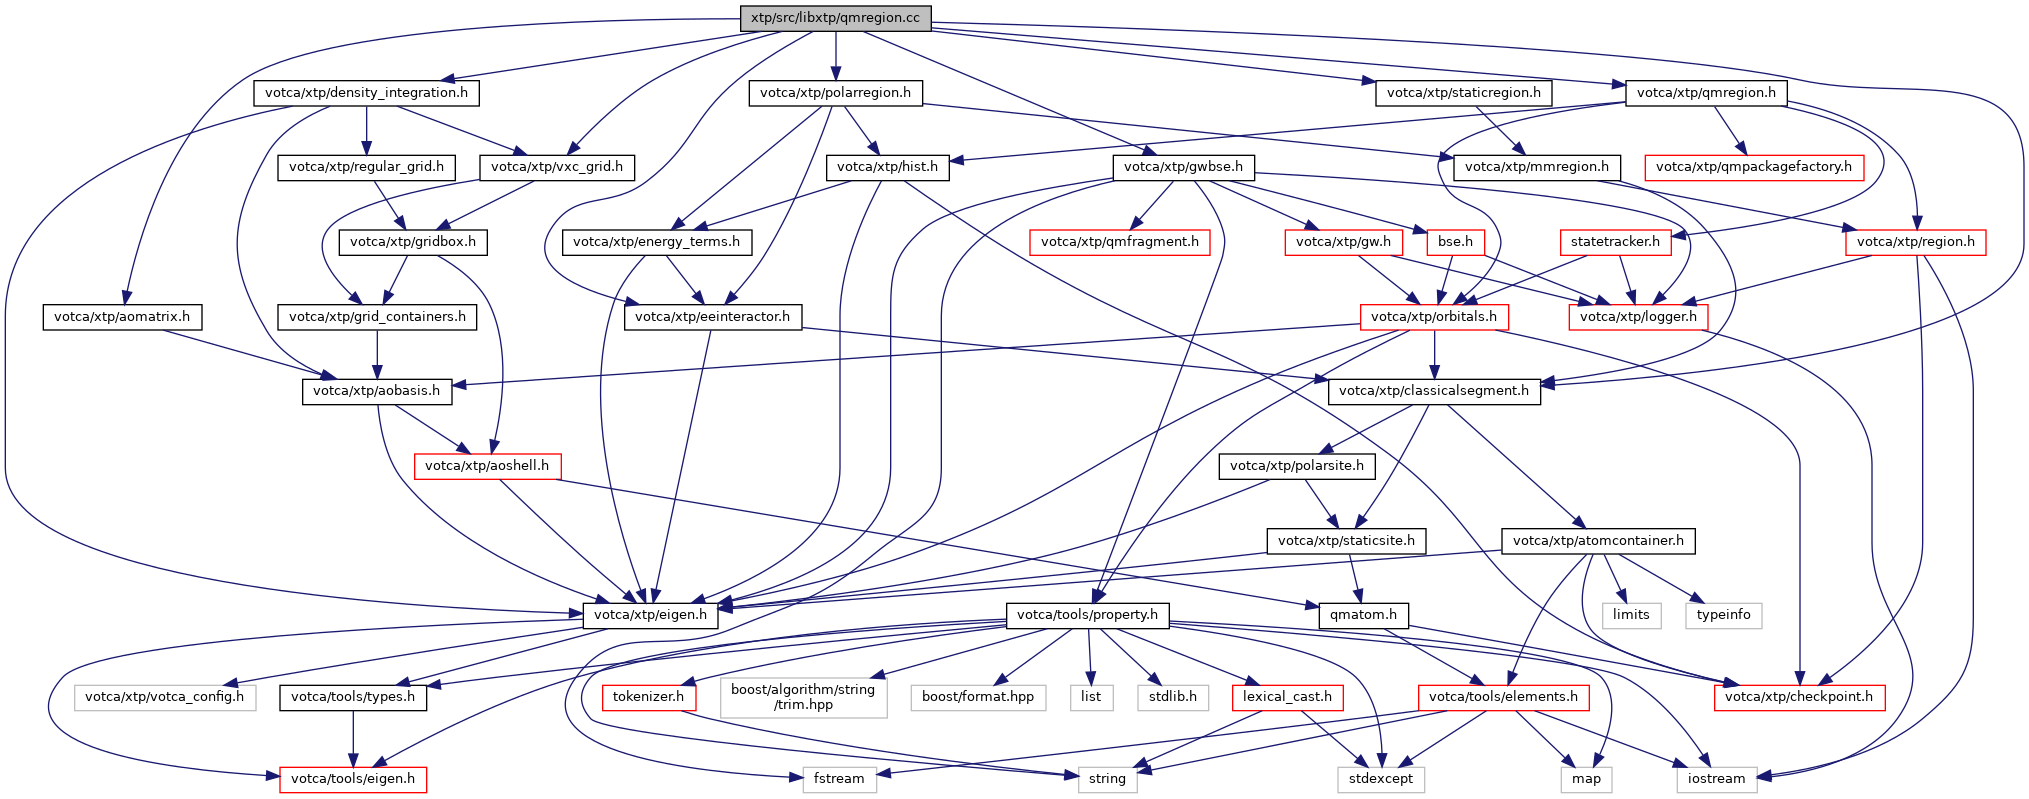 xtp/src/libxtp/qmregion.cc
votca/xtp/density_integration.h
votca/xtp/polarregion.h
votca/xtp/staticregion.h
votca/xtp/qmregion.h
votca/xtp/regular_grid.h
votca/xtp/vxc_grid.h
votca/xtp/hist.h
votca/xtp/gwbse.h
votca/xtp/mmregion.h
votca/xtp/qmpackagefactory.h
votca/xtp/gridbox.h
votca/xtp/energy_terms.h
votca/xtp/qmfragment.h
votca/xtp/gw.h
bse.h
statetracker.h
votca/xtp/region.h
votca/xtp/aomatrix.h
votca/xtp/grid_containers.h
votca/xtp/eeinteractor.h
votca/xtp/orbitals.h
votca/xtp/logger.h
votca/xtp/aobasis.h
votca/xtp/classicalsegment.h
votca/xtp/aoshell.h
votca/xtp/polarsite.h
votca/xtp/staticsite.h
votca/xtp/atomcontainer.h
votca/xtp/eigen.h
votca/tools/property.h
qmatom.h
limits
typeinfo
votca/xtp/votca_config.h
votca/tools/types.h
tokenizer.h
boost/algorithm/string
/trim.hpp
boost/format.hpp
list
stdlib.h
lexical_cast.h
votca/tools/elements.h
votca/xtp/checkpoint.h
votca/tools/eigen.h
fstream
string
stdexcept
map
iostream